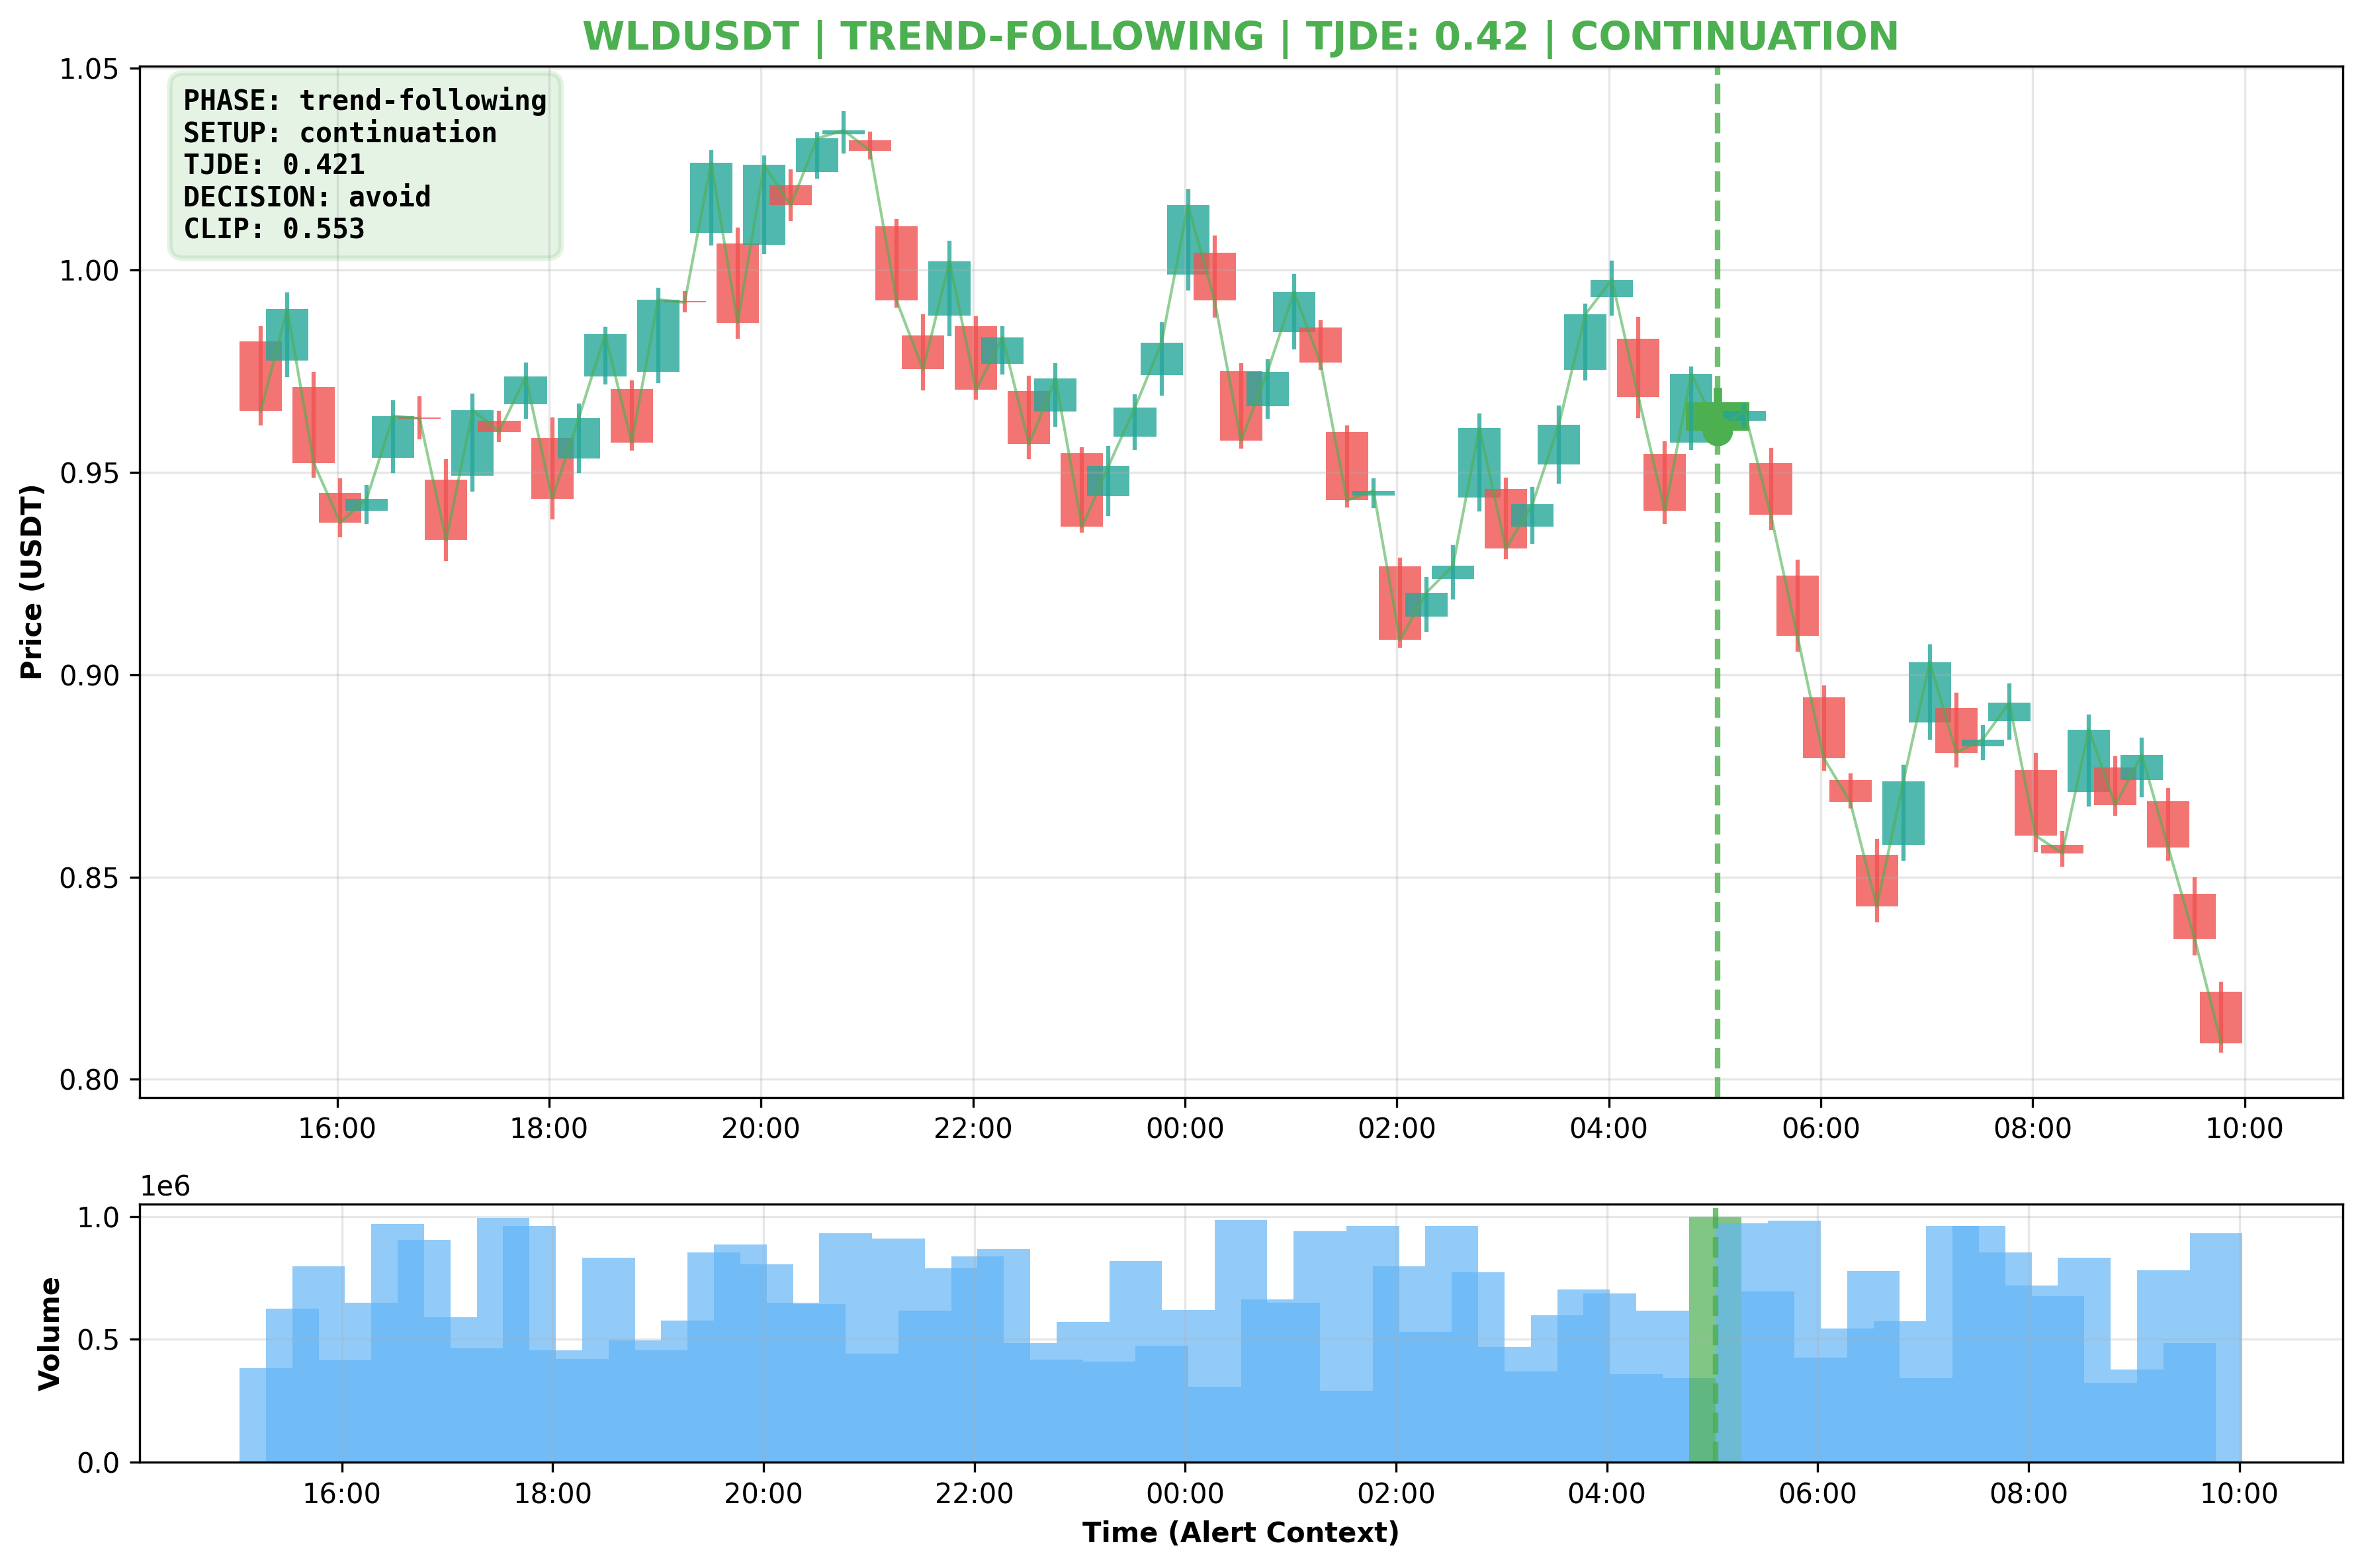 WLDUSDT | TREND-FOLLOWING | TJDE: 0.42 | CONTINUATION
PHASE: trend-following
SETUP: continuation
TJDE: 0.421
DECISION: avoid
CLIP: 0.553
Price (USDT)
1.05
1.00
0.95
0.90
0.85
0.80
16:00 18:00 20:00 22:00 00:00 02:00 04:00 06:00 08:00 10:00
1e6
Volume
1.0
0.5
0.0
16:00 18:00 20:00 22:00 00:00 02:00 04:00 06:00 08:00 10:00
Time (Alert Context)